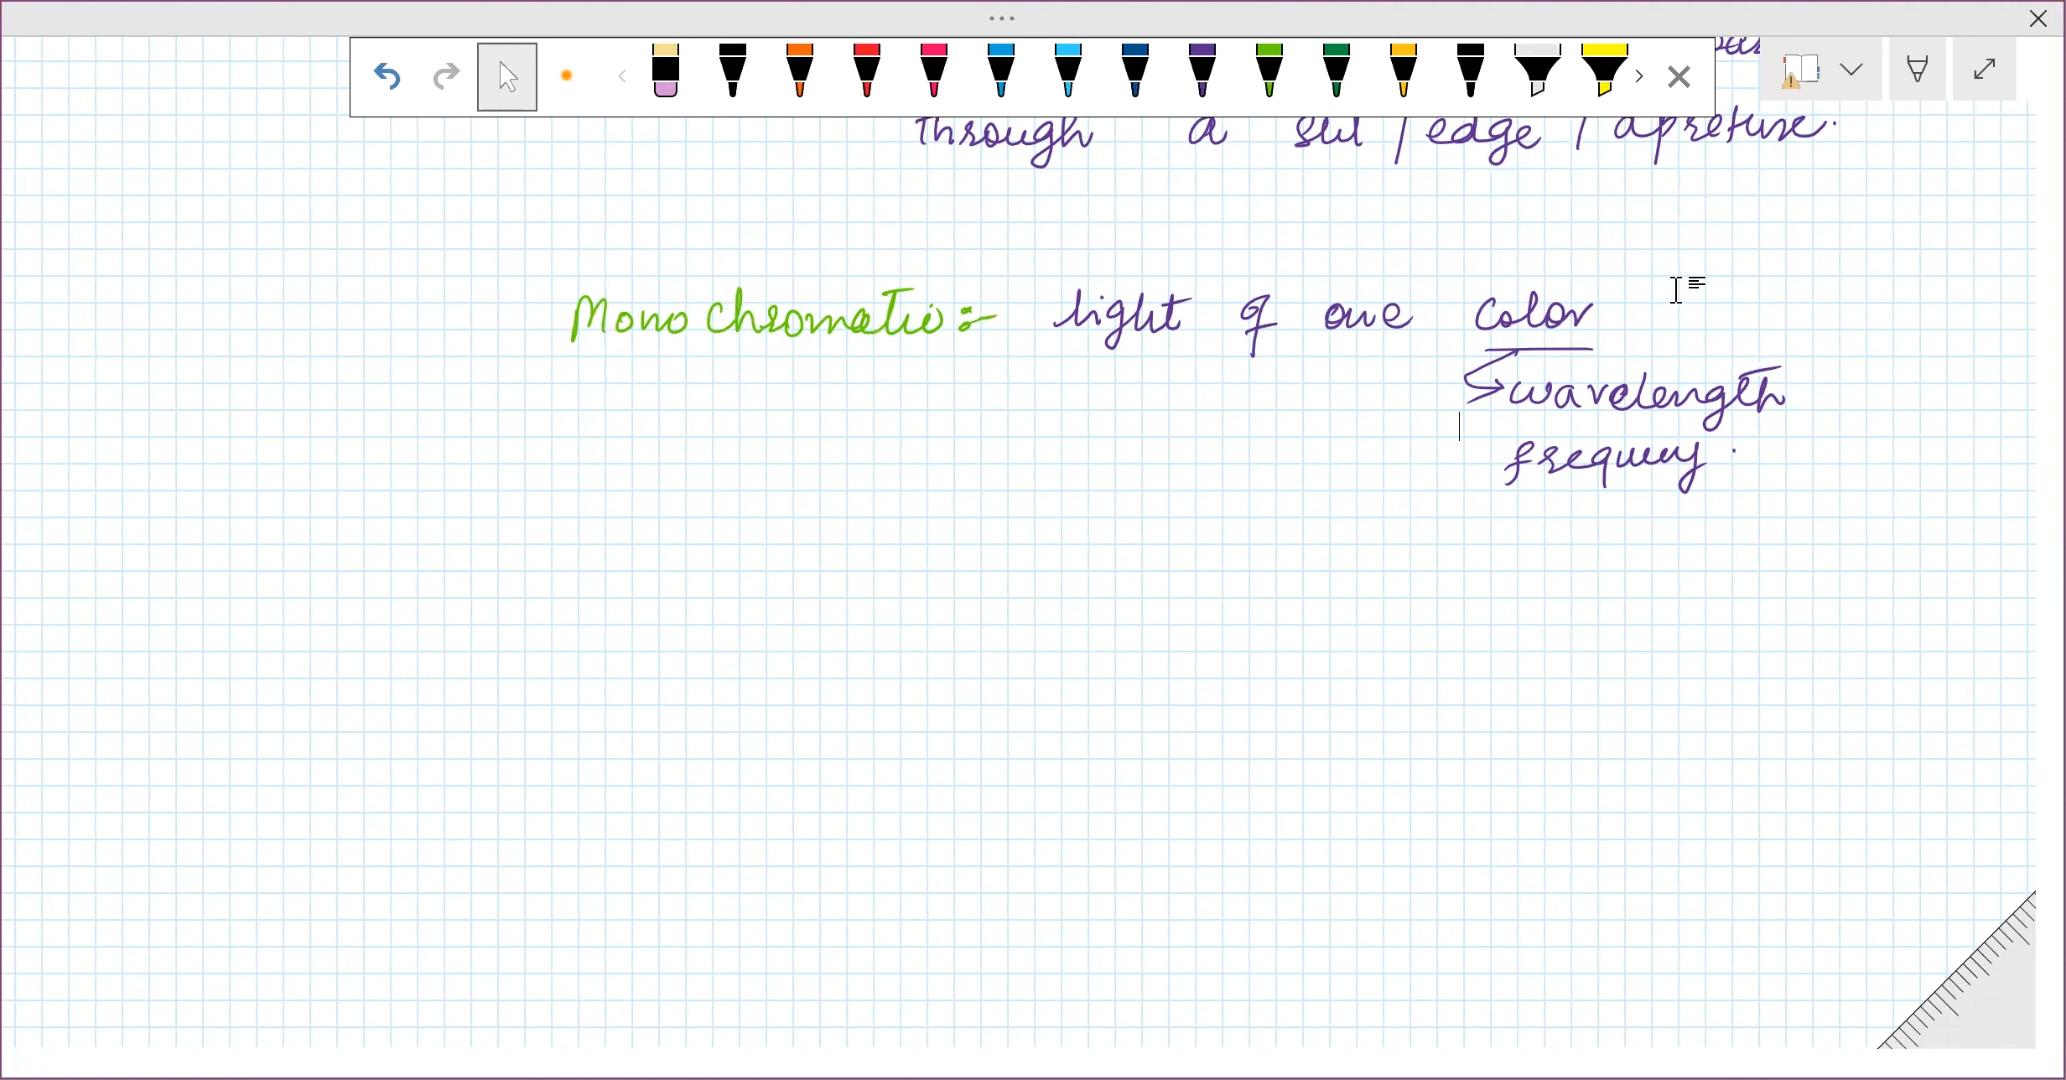 through a slit / edge / apreture.
Mono Chromatic :- light of one color
↳ wavelength
frequency.